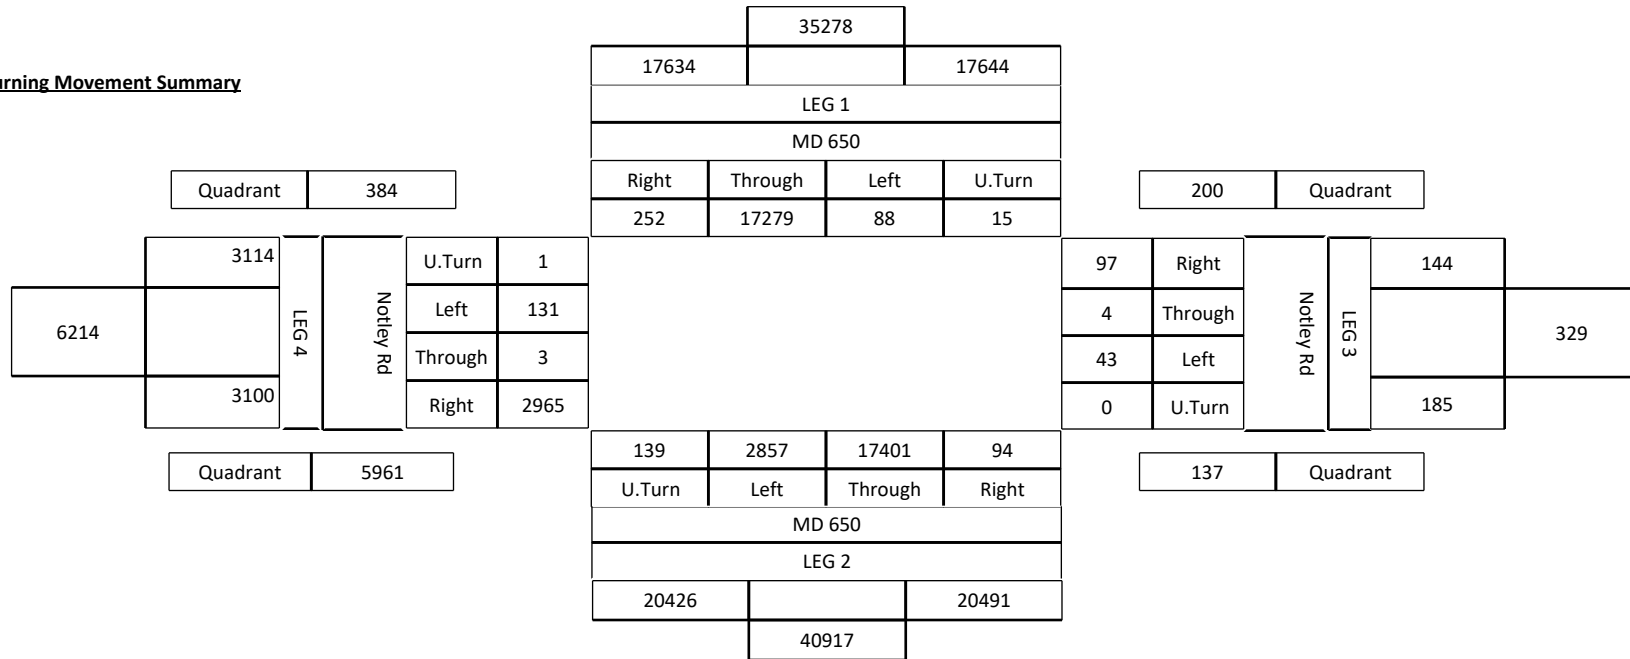 35278
17634 17644
urning Movement Summary
LEG 1
MD 650
Right Through Left U.Turn
252 17279 88 15
Quadrant 384
200 Quadrant
3114
6214
3100
LEG 4
Notley Rd
U.Turn 1
Left 131
Through 3
Right 2965
97 Right
4 Through
43 Left
0 U.Turn
Notley Rd
LEG 3
144
329
185
Quadrant 5961
139 2857 17401 94
U.Turn Left Through Right
137 Quadrant
MD 650
LEG 2
20426 20491
40917